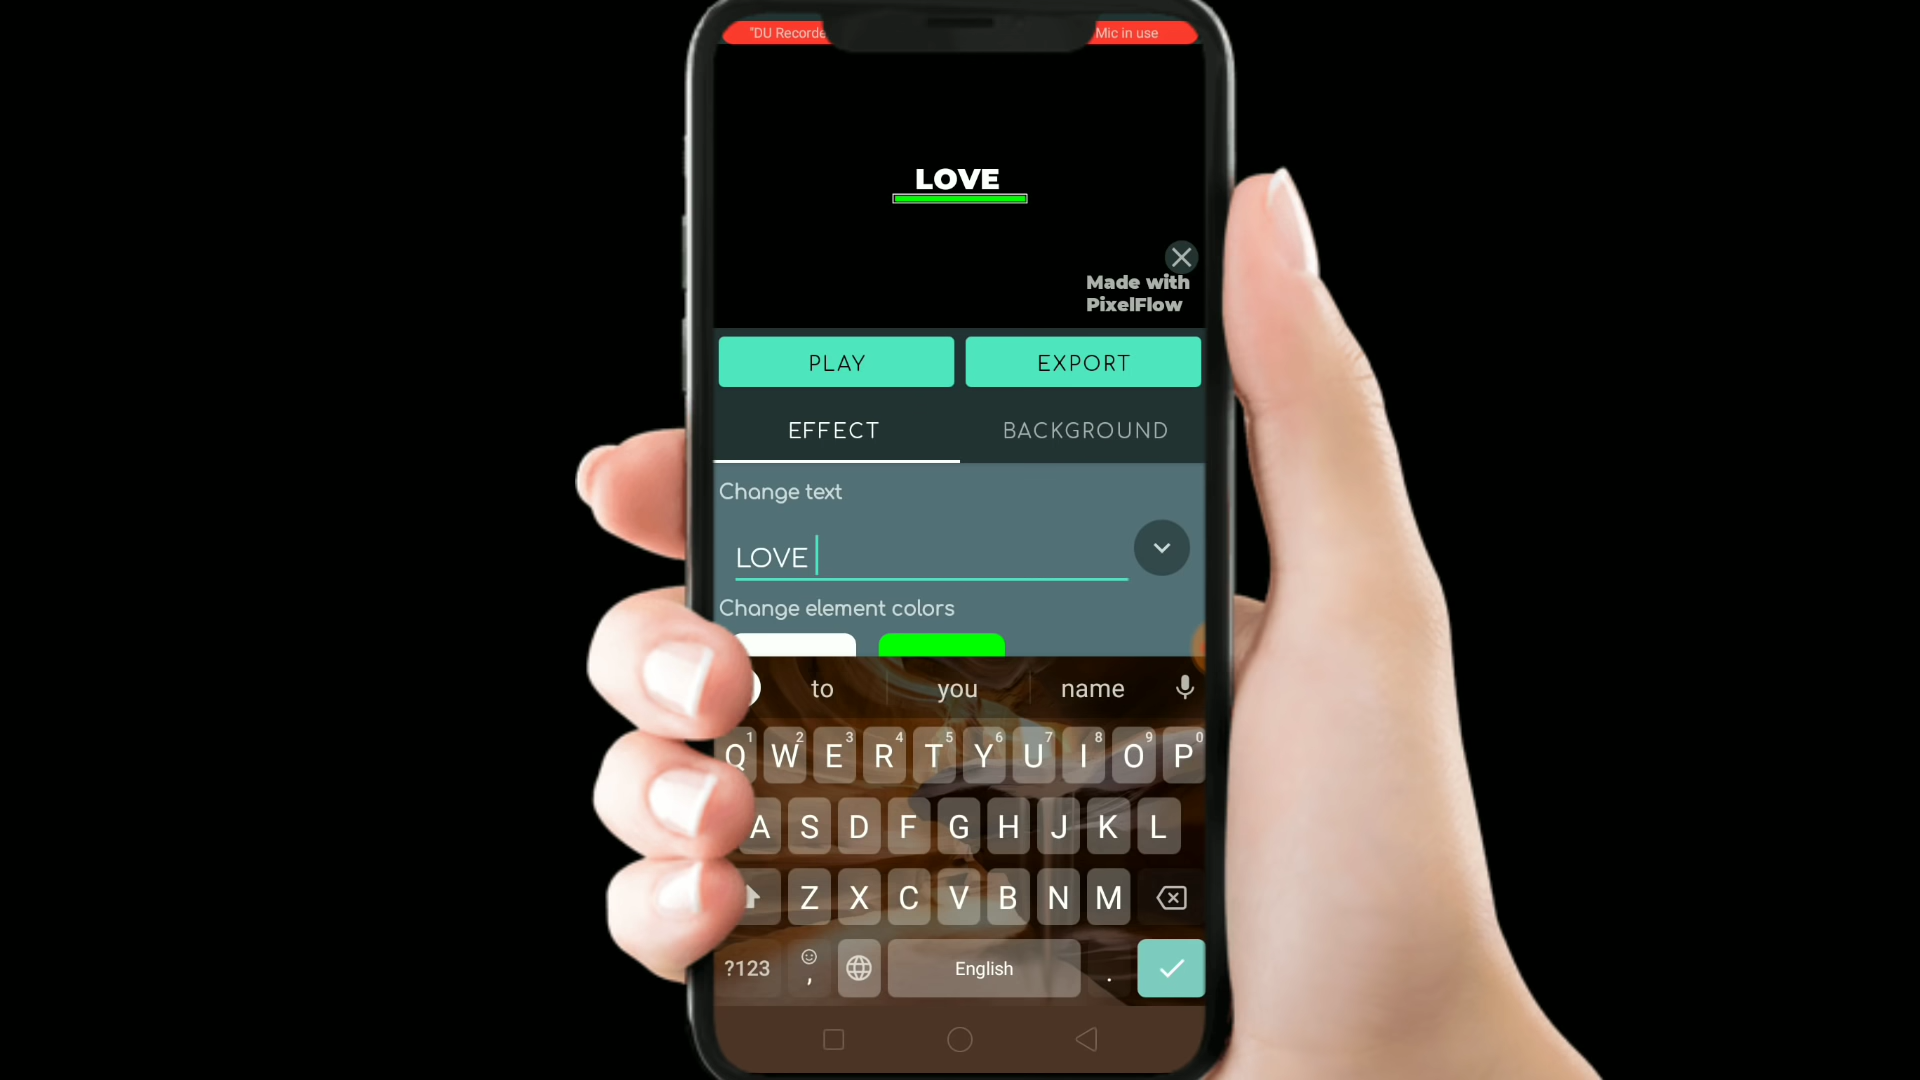 "DU Recorde
Mic in use
LOVE
Made with
PixelFlow
PLAY
EXPORT
EFFECT
BACKGROUND
Change text
LOVE
Change element colors
to
you
name
1 2 3 4 5 6 7 8 9 0
Q W E R T Y U I O P
A S D F G H J K L
Z X C V B N M
?123
,
English
.